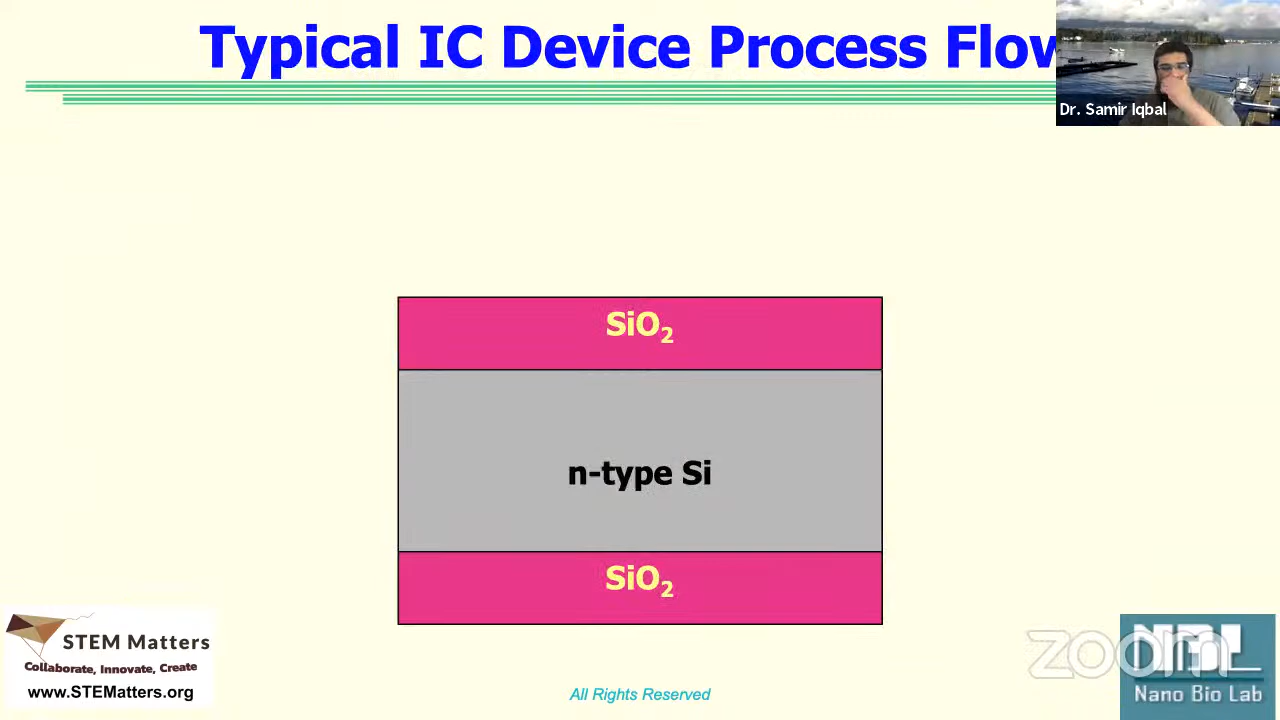 Typical IC Device Process Flow
Dr. Samir Iqbal
SiO2
n-type Si
SiO2
STEM Matters
Collaborate, Innovate, Create
www.STEMatters.org
All Rights Reserved
zoom
NBL
Nano Bio Lab